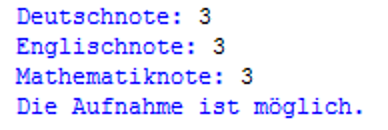 Deutschnote: 3
Englischnote: 3
Mathematiknote: 3
Die Aufnahme ist möglich.